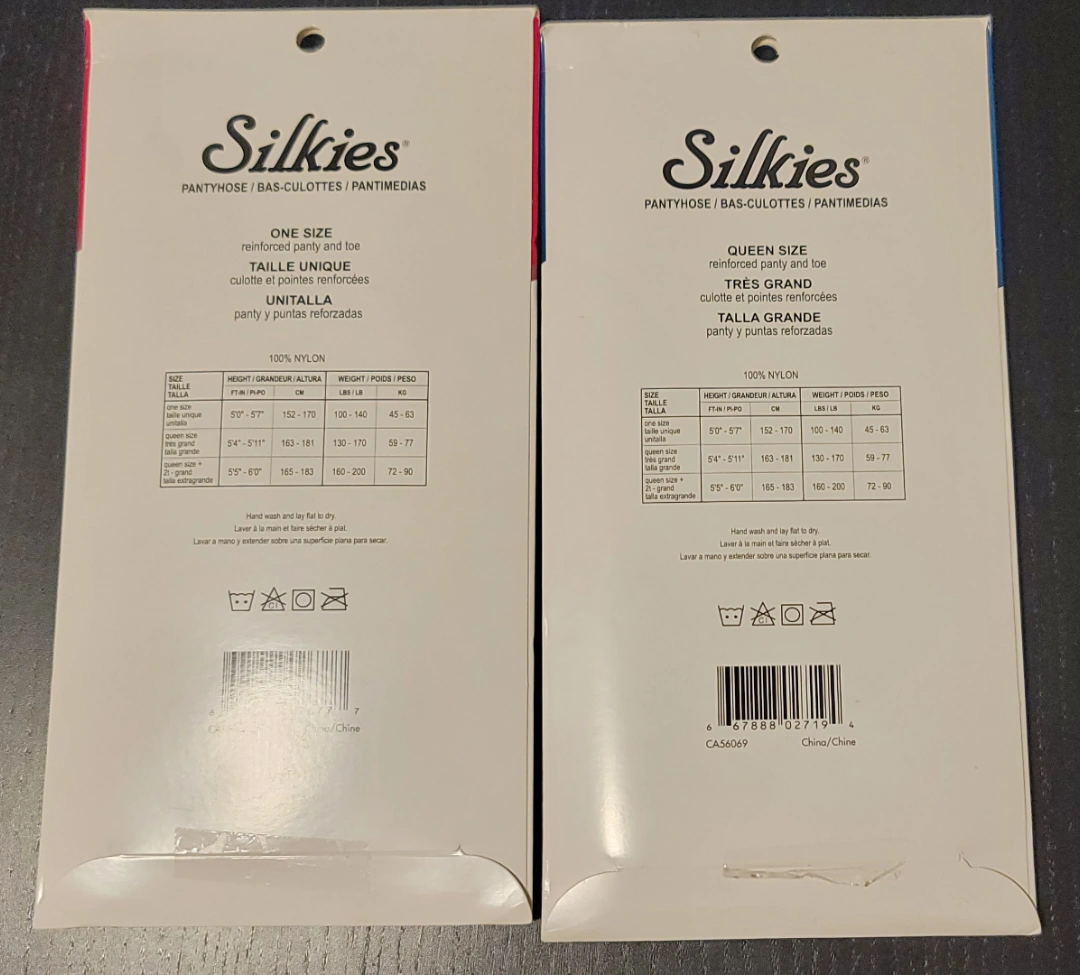 Silkies®
PANTYHOSE / BAS-CULOTTES / PANTIMEDIAS
ONE SIZE
reinforced panty and toe
TAILLE UNIQUE
culotte et pointes renforcées
UNITALLA
panty y puntas reforzadas
100% NYLON
SIZE TAILLE TALLA HEIGHT / GRANDEUR / ALTURA WEIGHT / POIDS / PESO
FT-IN / PI-PO CM LBS / LB KG
one size taille unique unitalla 5'0" - 5'7" 152 - 170 100 - 140 45 - 63
queen size très grand talla grande 5'4" - 5'11" 163 - 181 130 - 170 59 - 77
queen size + 2t - grand talla extragrande 5'5" - 6'0" 165 - 183 160 - 200 72 - 90
Hand wash and lay flat to dry.
Laver à la main et faire sécher à plat.
Lavar a mano y extender sobre una superficie plana para secar.
Cl
7 7
/Chine
Silkies®
PANTYHOSE / BAS-CULOTTES / PANTIMEDIAS
QUEEN SIZE
reinforced panty and toe
TRÈS GRAND
culotte et pointes renforcées
TALLA GRANDE
panty y puntas reforzadas
100% NYLON
SIZE TAILLE TALLA HEIGHT / GRANDEUR / ALTURA WEIGHT / POIDS / PESO
FT-IN / PI-PO CM LBS / LB KG
one size taille unique unitalla 5'0" - 5'7" 152 - 170 100 - 140 45 - 63
queen size très grand talla grande 5'4" - 5'11" 163 - 181 130 - 170 59 - 77
queen size + 2t - grand talla extragrande 5'5" - 6'0" 165 - 183 160 - 200 72 - 90
Hand wash and lay flat to dry.
Laver à la main et faire sécher à plat.
Lavar a mano y extender sobre una superficie plana para secar.
Cl
6 67888 02719 4
CA56069 China/Chine